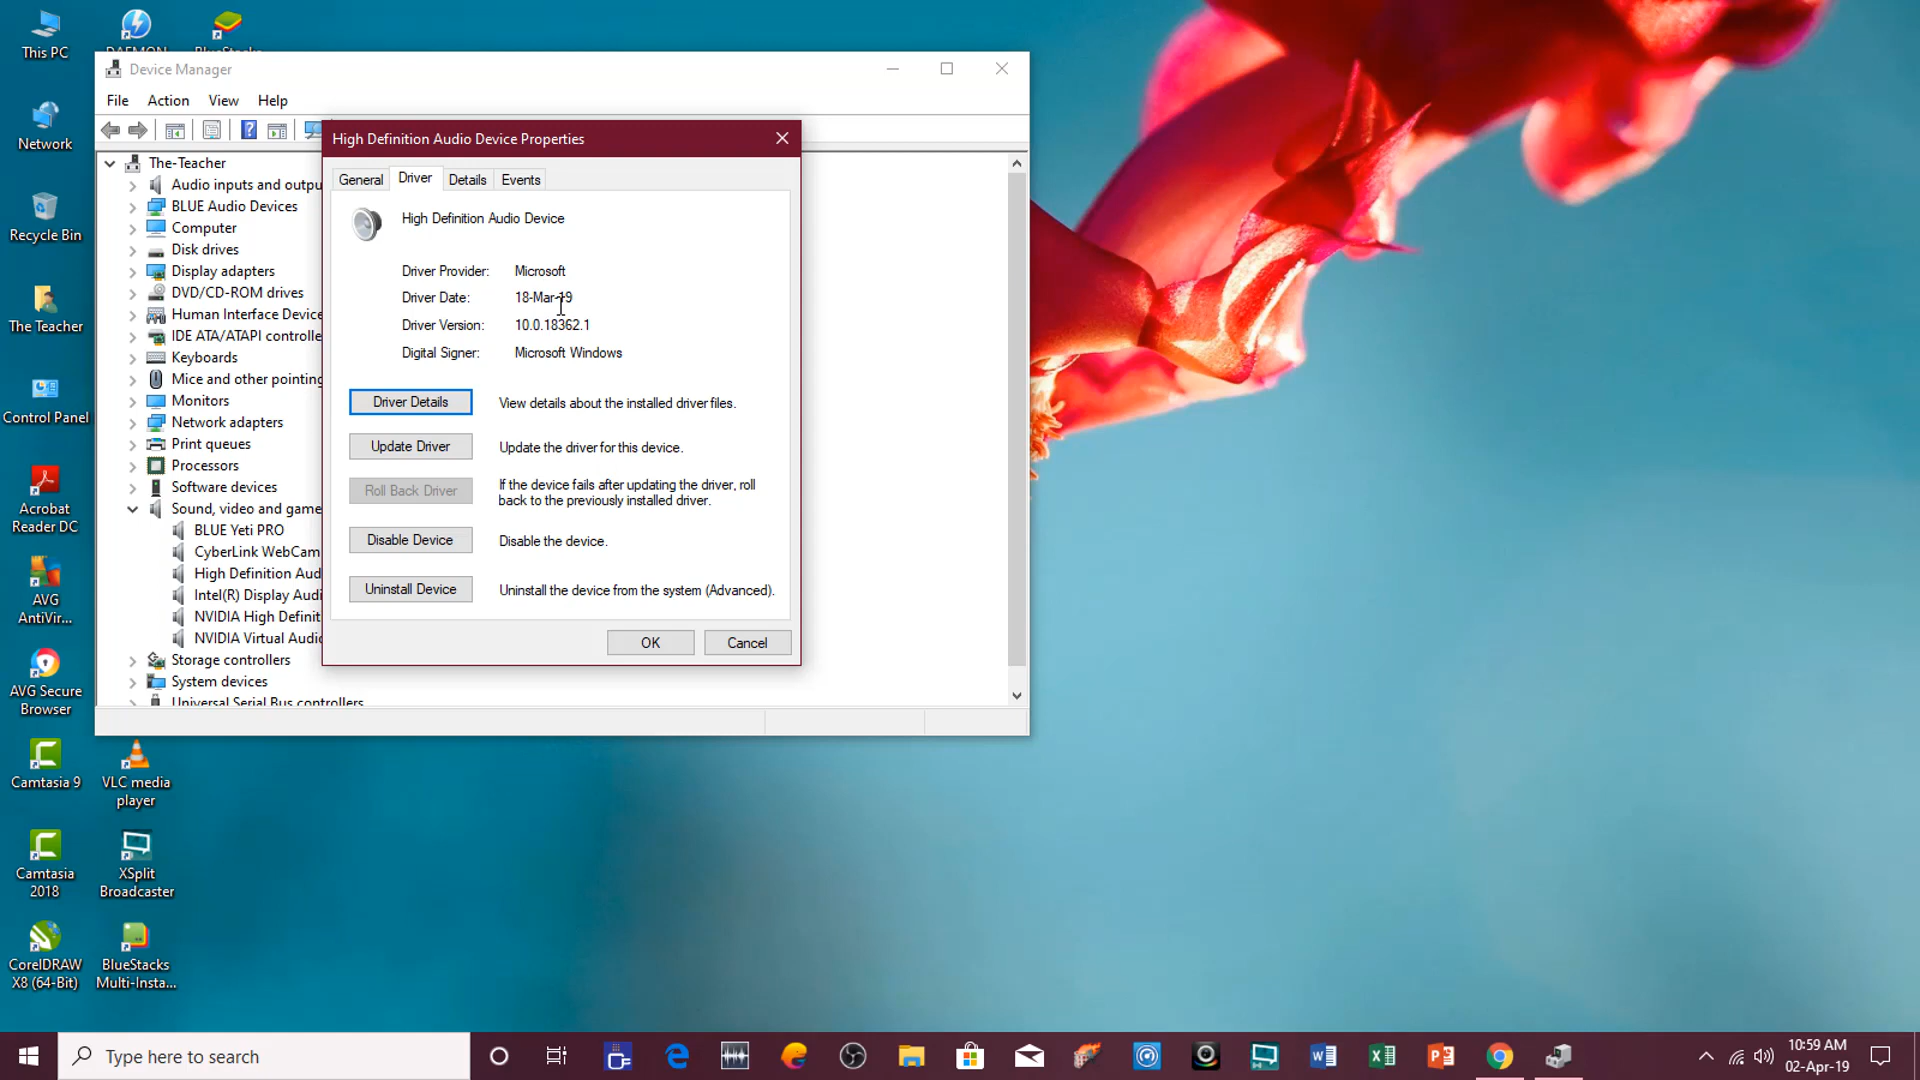 This PC
Network
Recycle Bin
The Teacher
Control Panel
Acrobat
Reader DC
AVG
AntiVir...
AVG Secure
Browser
Camtasia 9
VLC media
player
Camtasia
2018
XSplit
Broadcaster
CorelDRAW
X8 (64-Bit)
BlueStacks
Multi-Insta...
Device Manager
File Action View Help
The-Teacher
Audio inputs and outpu
BLUE Audio Devices
Computer
Disk drives
Display adapters
DVD/CD-ROM drives
Human Interface Device
IDE ATA/ATAPI controlle
Keyboards
Mice and other pointing
Monitors
Network adapters
Print queues
Processors
Software devices
Sound, video and game
BLUE Yeti PRO
CyberLink WebCam
High Definition Aud
Intel(R) Display Audi
NVIDIA High Definit
NVIDIA Virtual Audio
Storage controllers
System devices
Universal Serial Bus controllers
High Definition Audio Device Properties
General Driver Details Events
High Definition Audio Device
Driver Provider: Microsoft
Driver Date: 18-Mar-19
Driver Version: 10.0.18362.1
Digital Signer: Microsoft Windows
Driver Details View details about the installed driver files.
Update Driver Update the driver for this device.
Roll Back Driver If the device fails after updating the driver, roll
back to the previously installed driver.
Disable Device Disable the device.
Uninstall Device Uninstall the device from the system (Advanced).
OK Cancel
Type here to search
10:59 AM
02-Apr-19